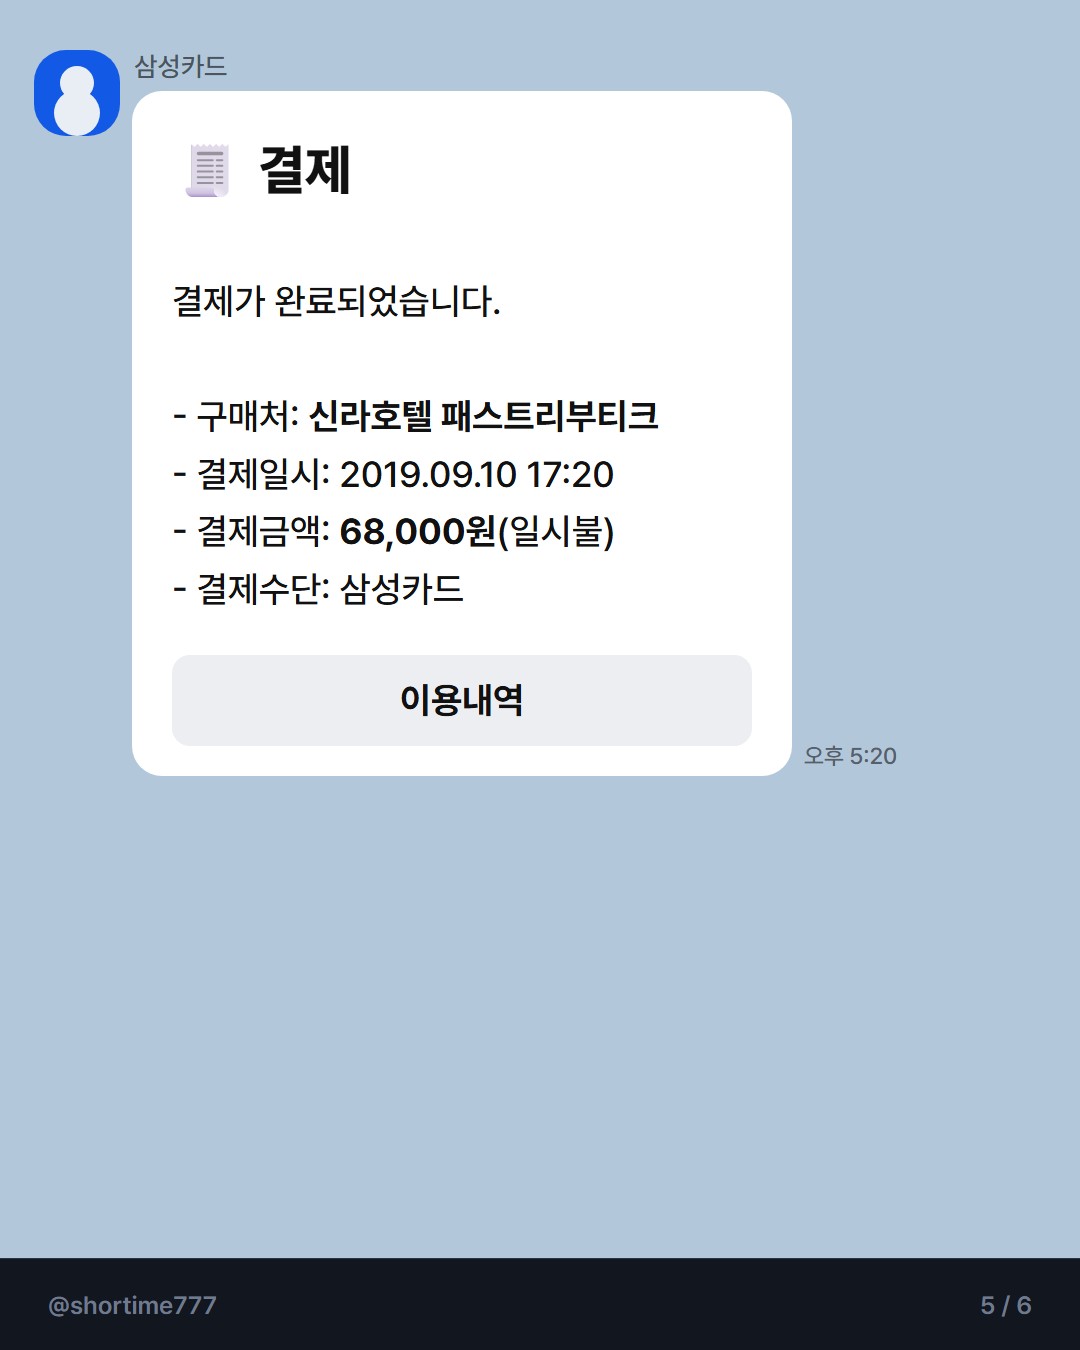 삼성카드
결제
결제가 완료되었습니다.
- 구매처: 신라호텔 패스트리부티크
- 결제일시: 2019.09.10 17:20
- 결제금액: 68,000원(일시불)
- 결제수단: 삼성카드
이용내역
오후 5:20
@shortime777
5 / 6